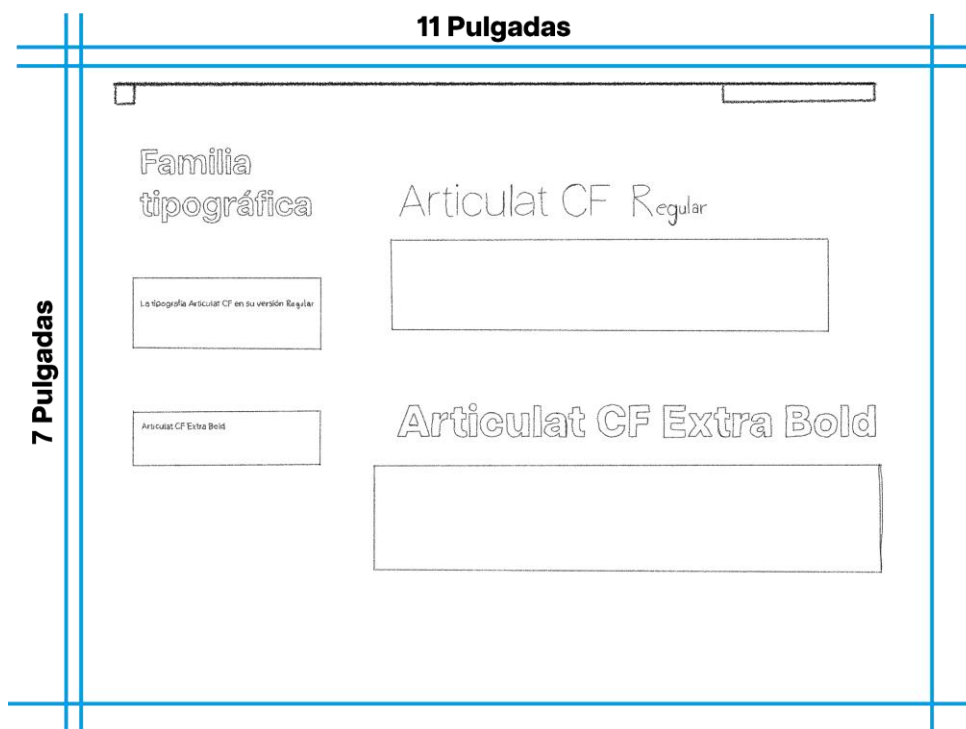 11 Pulgadas
7 Pulgadas
Familia
tipográfica
La tipografía Articulat CF en su versión Regular
Articulat CF Extra Bold
Articulat CF Regular
Articulat CF Extra Bold